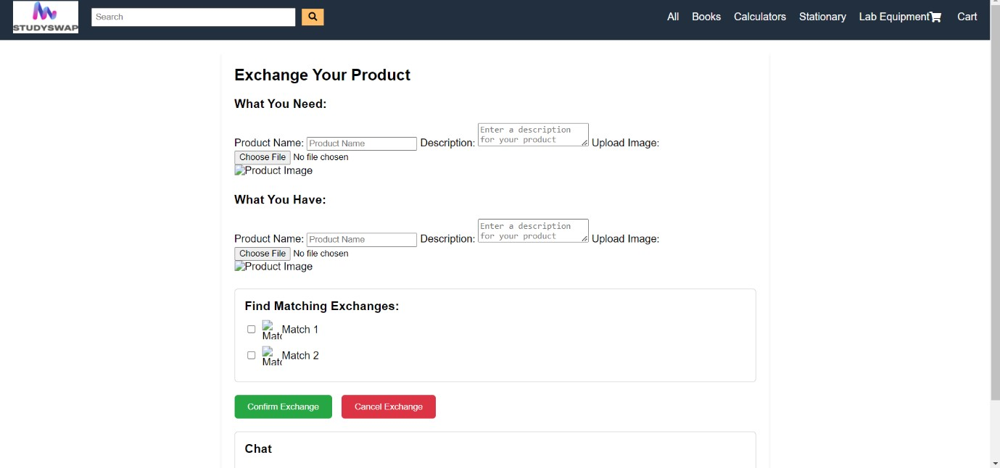 STUDYSWAP
Search
All Books Calculators Stationary Lab Equipment Cart
Exchange Your Product
What You Need:
Enter a description
Product Name: Product Name Description: for your product Upload Image:
Choose File No file chosen
Product Image
What You Have:
Enter a description
Product Name: Product Name Description: for your product Upload Image:
Choose File No file chosen
Product Image
Find Matching Exchanges:
Matc Match 1
Matc Match 2
Confirm Exchange Cancel Exchange
Chat